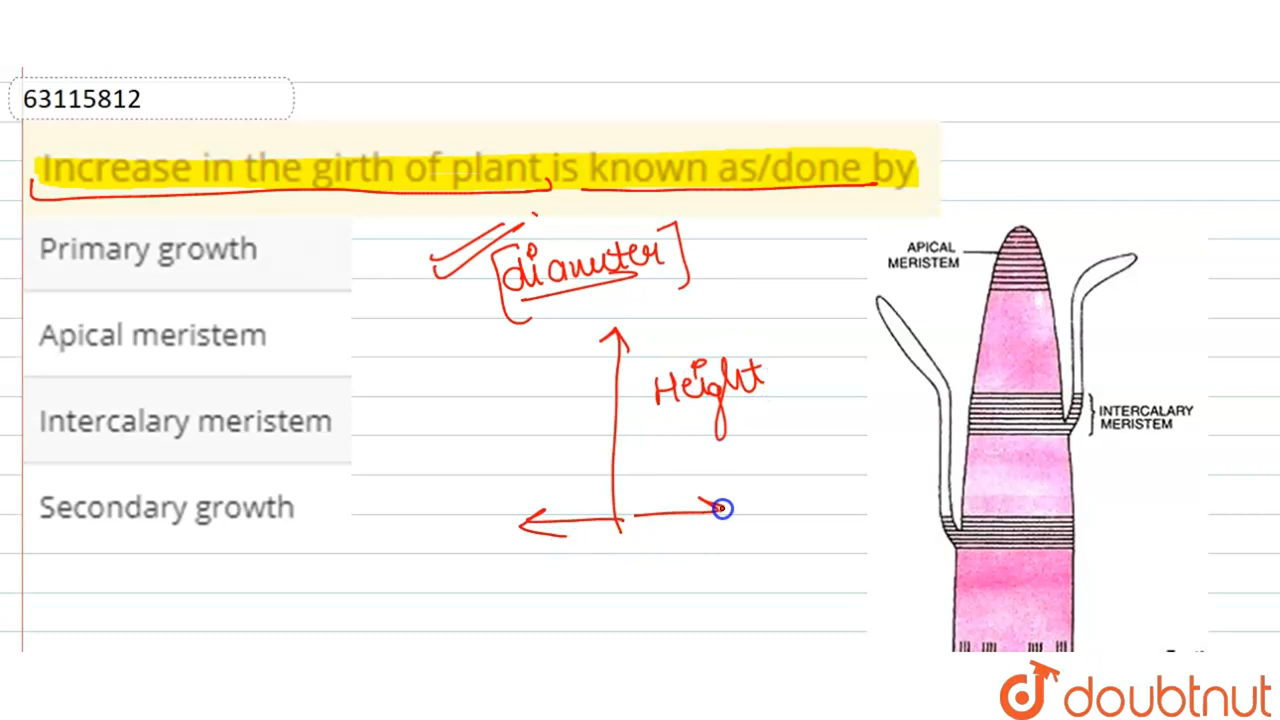 63115812
Increase in the girth of plant is known as/done by
Primary growth
Apical meristem
Intercalary meristem
Secondary growth
[diameter]
Height
APICAL
MERISTEM
INTERCALARY
MERISTEM
doubtnut